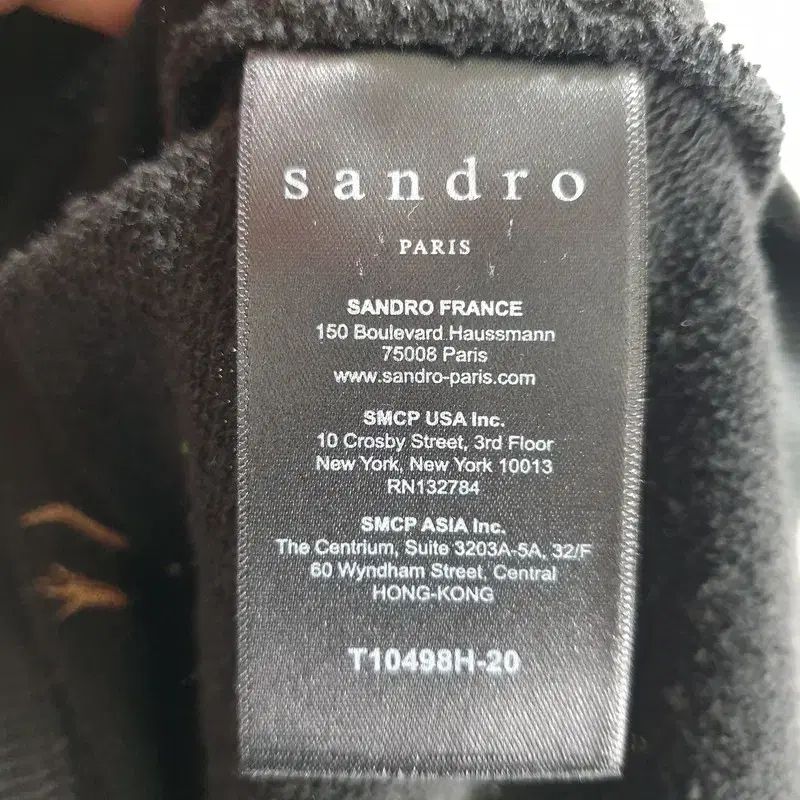 sandro
PARIS
SANDRO FRANCE
150 Boulevard Haussmann
75008 Paris
www.sandro-paris.com
SMCP USA Inc.
10 Crosby Street, 3rd Floor
New York, New York 10013
RN132784
SMCP ASIA Inc.
The Centrium, Suite 3203A-5A, 32/F
60 Wyndham Street, Central
HONG-KONG
T10498H-20